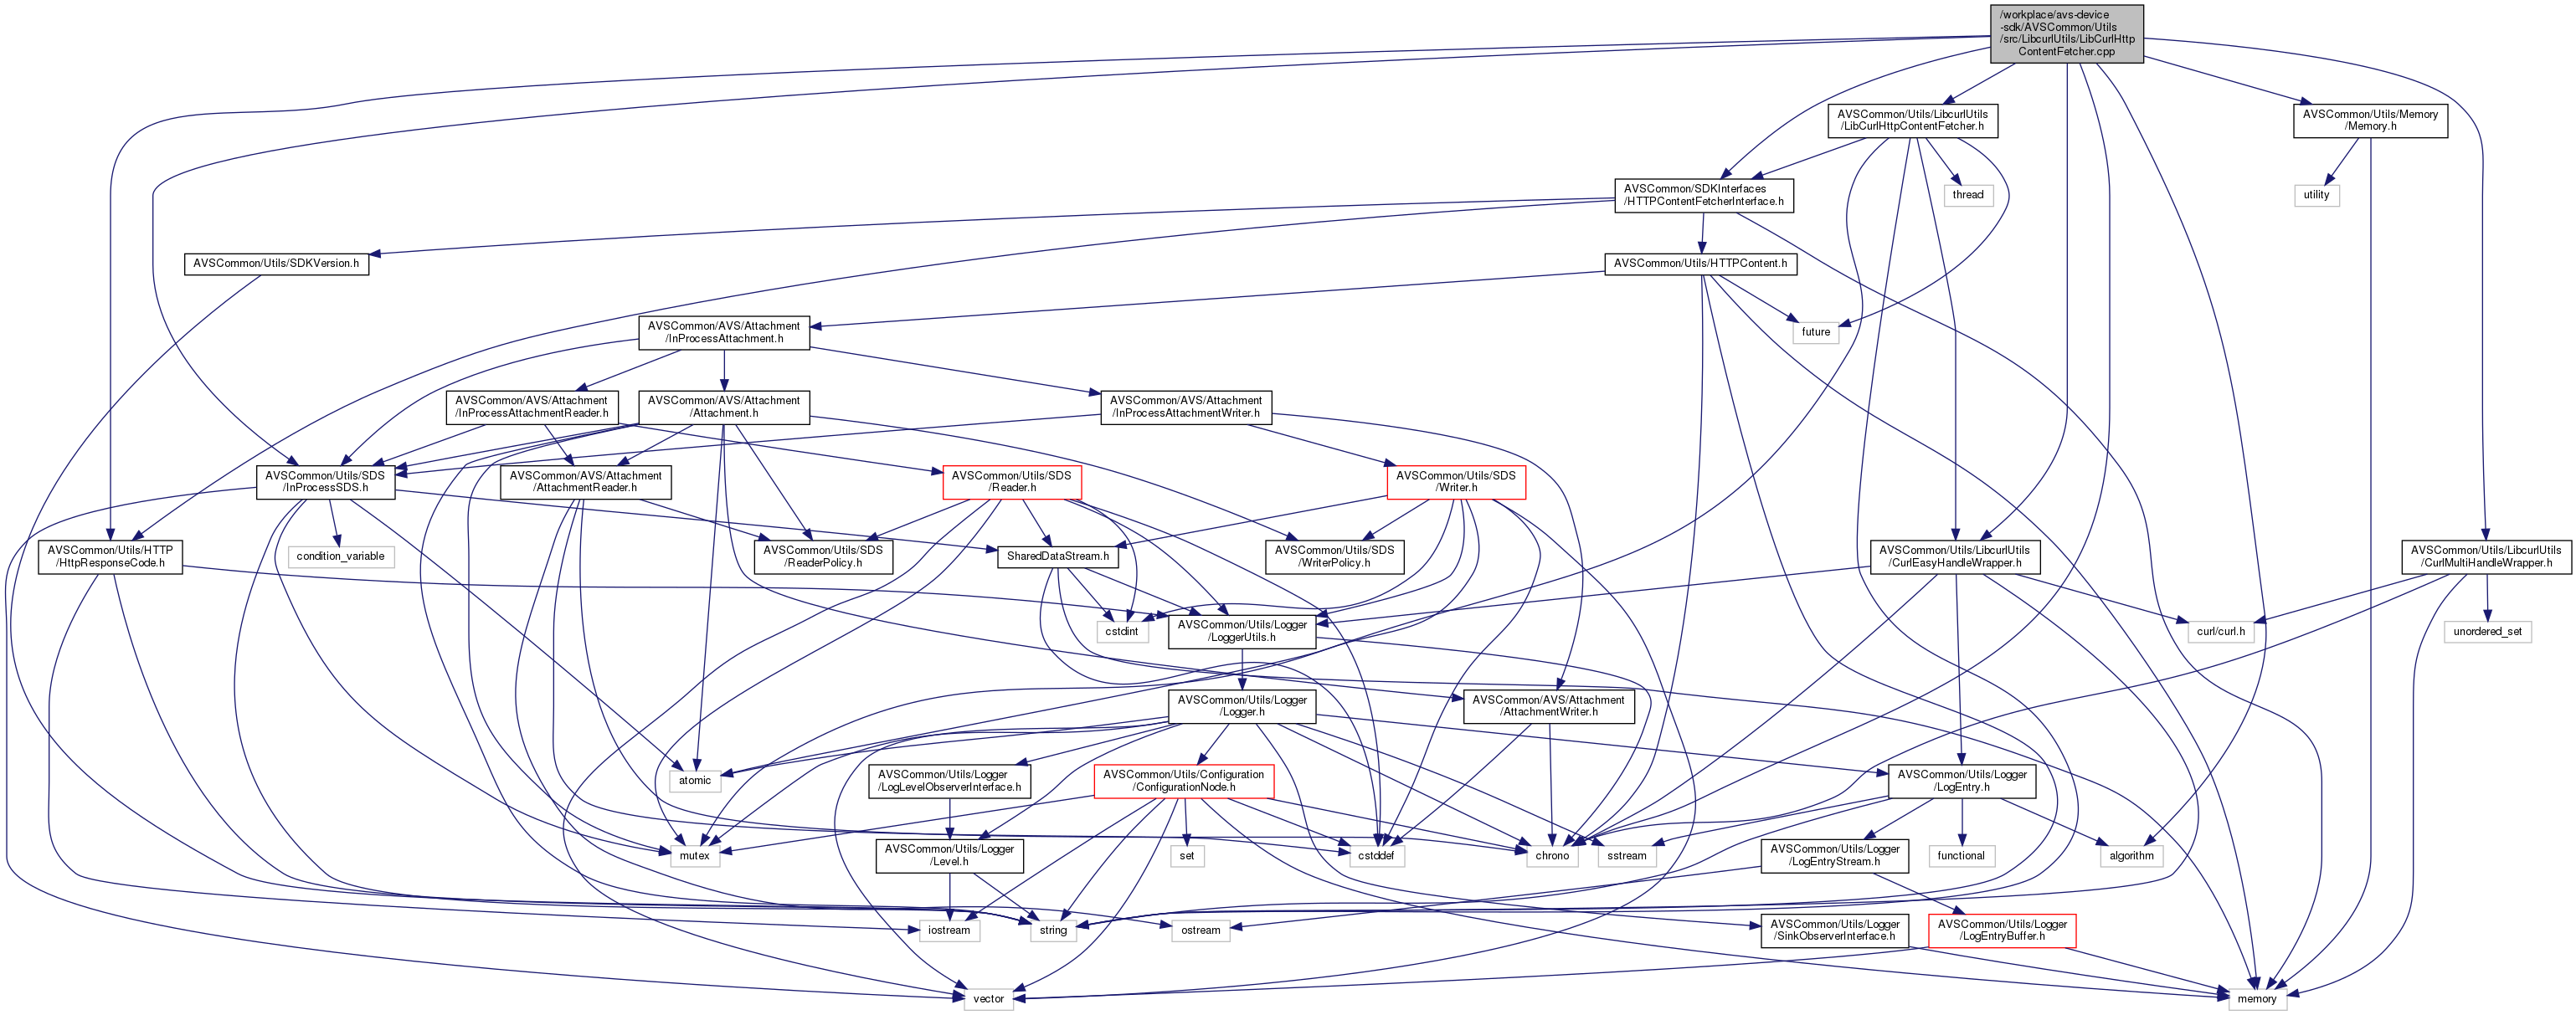 /workplace/avs-device
-sdk/AVSCommon/Utils
/src/LibcurlUtils/LibCurlHttp
ContentFetcher.cpp
AVSCommon/Utils/LibcurlUtils
/LibCurlHttpContentFetcher.h
AVSCommon/Utils/Memory
/Memory.h
AVSCommon/SDKInterfaces
/HTTPContentFetcherInterface.h
thread
utility
AVSCommon/Utils/SDKVersion.h
AVSCommon/Utils/HTTPContent.h
AVSCommon/AVS/Attachment
/InProcessAttachment.h
future
AVSCommon/AVS/Attachment
/InProcessAttachmentReader.h
AVSCommon/AVS/Attachment
/Attachment.h
AVSCommon/AVS/Attachment
/InProcessAttachmentWriter.h
AVSCommon/Utils/SDS
/InProcessSDS.h
AVSCommon/AVS/Attachment
/AttachmentReader.h
AVSCommon/Utils/SDS
/Reader.h
AVSCommon/Utils/SDS
/Writer.h
AVSCommon/Utils/HTTP
/HttpResponseCode.h
condition_variable
AVSCommon/Utils/SDS
/ReaderPolicy.h
SharedDataStream.h
AVSCommon/Utils/SDS
/WriterPolicy.h
AVSCommon/Utils/LibcurlUtils
/CurlEasyHandleWrapper.h
AVSCommon/Utils/LibcurlUtils
/CurlMultiHandleWrapper.h
cstdint
AVSCommon/Utils/Logger
/LoggerUtils.h
curl/curl.h
unordered_set
AVSCommon/Utils/Logger
/Logger.h
AVSCommon/AVS/Attachment
/AttachmentWriter.h
atomic
AVSCommon/Utils/Logger
/LogLevelObserverInterface.h
AVSCommon/Utils/Configuration
/ConfigurationNode.h
AVSCommon/Utils/Logger
/LogEntry.h
mutex
AVSCommon/Utils/Logger
/Level.h
set
cstddef
chrono
sstream
AVSCommon/Utils/Logger
/LogEntryStream.h
functional
algorithm
iostream
string
ostream
AVSCommon/Utils/Logger
/SinkObserverInterface.h
AVSCommon/Utils/Logger
/LogEntryBuffer.h
vector
memory